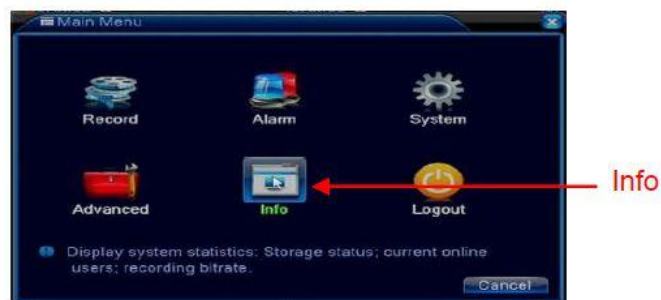 Main Menu
Record
Alarm
System
Advanced
Info
Logout
Info
Display system statistics: Storage status; current online
users; recording bitrate.
Cancel